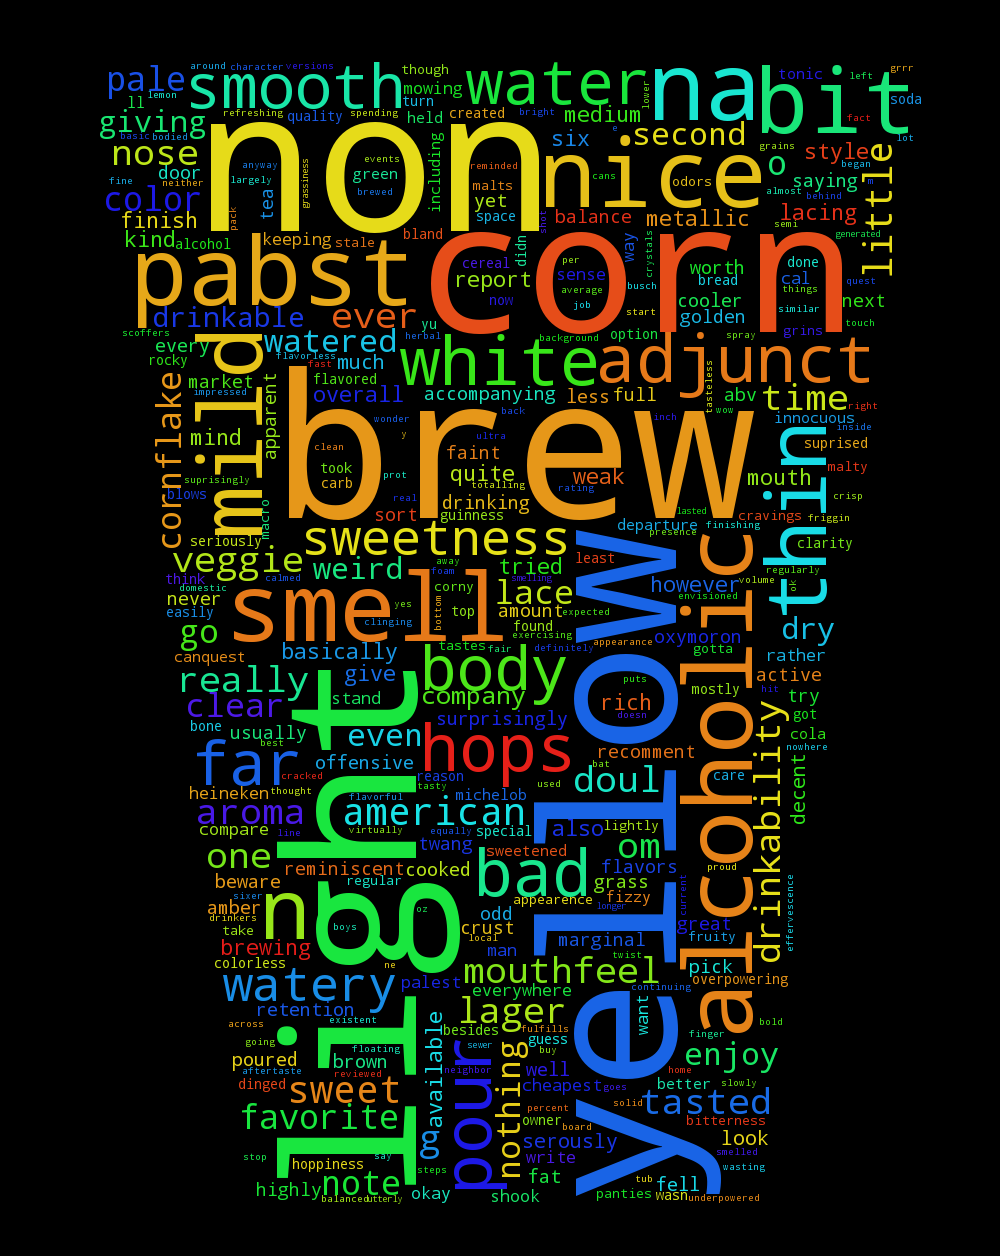 around character versions
pale
lemon
smooth
though
mowing
water
na
bit
tonic
left
grrr
soda
ll
turn
lower
giving
refreshing spending
quality
held
created
bright
medium
fact
basic bodied
non
six
second
e
grains
lot
nose
door
anyway
events
green
including
reminded
nice
cans
o
style
began
fine neither
largely
grassiness
brewed
malts
odors
almost
saying
behind
m
little
color
tea
pack
yet
space
shot
balance
metallic
semi
lacing
finish
kind
alcohol
keeping
stale
bland
didn
way
crystals
generated
pabst
corn
cereal
report
now
per
sense
average
job
busch
worth
bread
done
cal
things
quest
drinkable
ever
yu
herbal
background
option
start
cooler
golden
spray
similar
grins
next
touch
scoffers
every
rocky
mild
watered
flavorless
fast
much
white
adjunct
tasteless
cornflake
market
impressed
apparent
flavored
overall
accompanying
less
full
abv
time
right
mind
brew
back
wonder
inch
wow
innocuous
inside
clean
y
ultra
suprised
suprisingly
took
carb
prot
faint
quite
totalling
weak
mouth
malty
thin
blows
macro
real
drinking
rating
crisp
seriously
sort
guinness
lasted
cravings
friggin
departure
finishing
presence
clarity
sweetness
veggie
weird
away
foam
tried
least
regularly
think
calmed
smelling
however
volume
ok
domestic
never
easily
smell
yes
clinging
bottom
corny
top
lace
amount
found
expected
envisioned
go
exercising
appearance
oxymoron
gotta
dry
canquest
basically
tastes
fair
definitely
rather
really
give
body
puts
mostly
active
clear
stand
company
rich
hit
try
bone
usually
surprisingly
doesn
got
cola
best
even
hops
recomment
nowhere
far
offensive
bat
care
cracked
reason
tasty
used
doul
decent
heineken
thought
flavorful
michelob
yellow
alcoholic
drinkability
aroma
american
compare
line
virtually
equally
special
also
lightly
light
twang
om
one
reminiscent
cooked
sweetened
flavors
proud
beware
regular
bad
grass
current
sixer
n
appearence
fizzy
longer
effervescence
amber
drinkers
oz
odd
great
take
boys
crust
local
fruity
brewing
man
marginal
colorless
ne
twist
pick
watery
palest
mouthfeel
overpowering
everywhere
continuing
retention
existent
lager
want
bold
across
floating
available
besides
fulfills
guess
finger
going
sewer
buy
poured
brown
enjoy
aftertaste
reviewed
pour
neighbor
nothing
well
home
dinged
sweet
cheapest
goes
better
slowly
percent
solid
tasted
favorite
g
owner
board
bitterness
serously
look
stop
say
write
smelled
hoppiness
steps
fat
tub
fell
wasting
highly
note
okay
shook
panties
wasn
underpowered
balanced
utterly